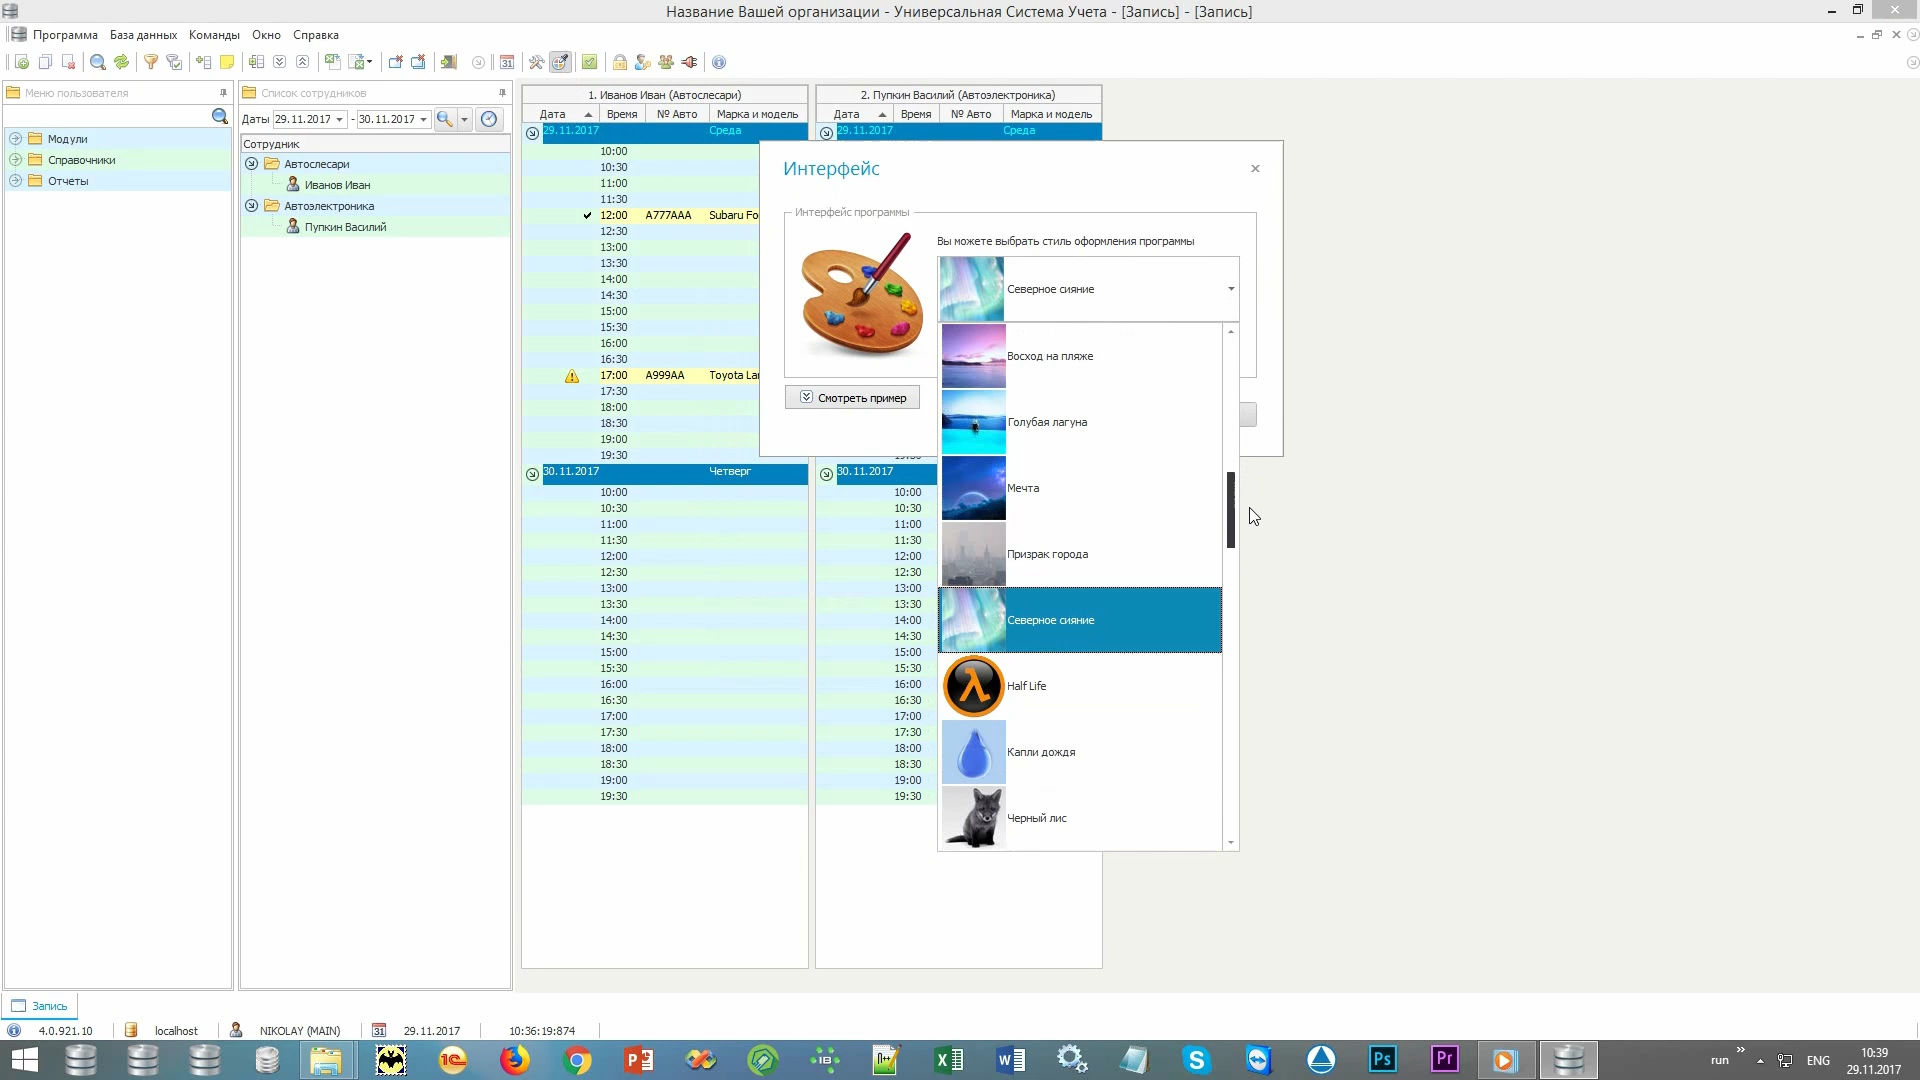 Название Вашей организации - Универсальная Система Учета - [Запись] - [Запись]
Программа База данных Команды Окно Справка
Меню пользователя
Модули
Справочники
Отчеты
Список сотрудников
Даты 29.11.2017 - 30.11.2017
Сотрудник
Автослесари
Иванов Иван
Автоэлектроника
Пупкин Василий
1. Иванов Иван (Автослесари)
Дата Время № Авто Марка и модель
29.11.2017 Среда
10:00
10:30
11:00
11:30
12:00 A777AAA Subaru Fo
12:30
13:00
13:30
14:00
14:30
15:00
15:30
16:00
16:30
17:00 A999AA Toyota Lar
17:30
18:00
18:30
19:00
19:30
30.11.2017 Четверг
10:00
10:30
11:00
11:30
12:00
12:30
13:00
13:30
14:00
14:30
15:00
15:30
16:00
16:30
17:00
17:30
18:00
18:30
19:00
19:30
2. Пупкин Василий (Автоэлектроника)
Дата Время № Авто Марка и модель
29.11.2017 Среда
30.11.2017
10:00
10:30
11:00
11:30
12:00
12:30
13:00
13:30
14:00
14:30
15:00
15:30
16:00
16:30
17:00
17:30
18:00
18:30
19:00
19:30
Интерфейс
Интерфейс программы
Вы можете выбрать стиль оформления программы
Северное сияние
Восход на пляже
Голубая лагуна
Мечта
Призрак города
Северное сияние
Half Life
Капли дождя
Черный лис
Смотреть пример
Запись
4.0.921.10 localhost NIKOLAY (MAIN) 31 29.11.2017 10:36:19:874
run ENG 10:39
29.11.2017